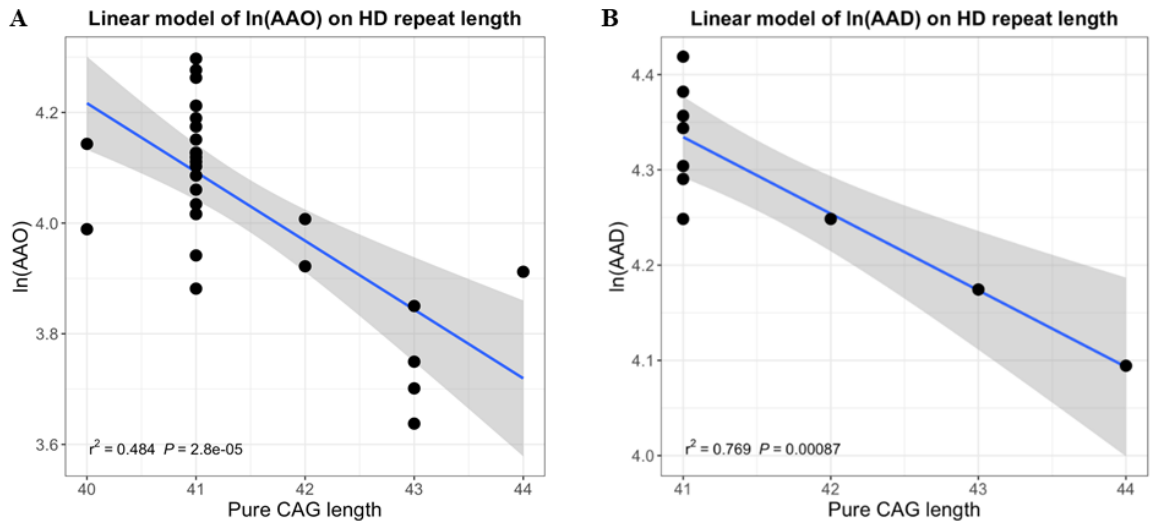 A
Linear model of ln(AAO) on HD repeat length
ln(AAO)
4.2
4.0
3.8
3.6
r² = 0.484 P = 2.8e-05
40 41 42 43 44
Pure CAG length
B
Linear model of ln(AAD) on HD repeat length
ln(AAD)
4.4
4.3
4.2
4.1
4.0
r² = 0.769 P = 0.00087
41 42 43 44
Pure CAG length